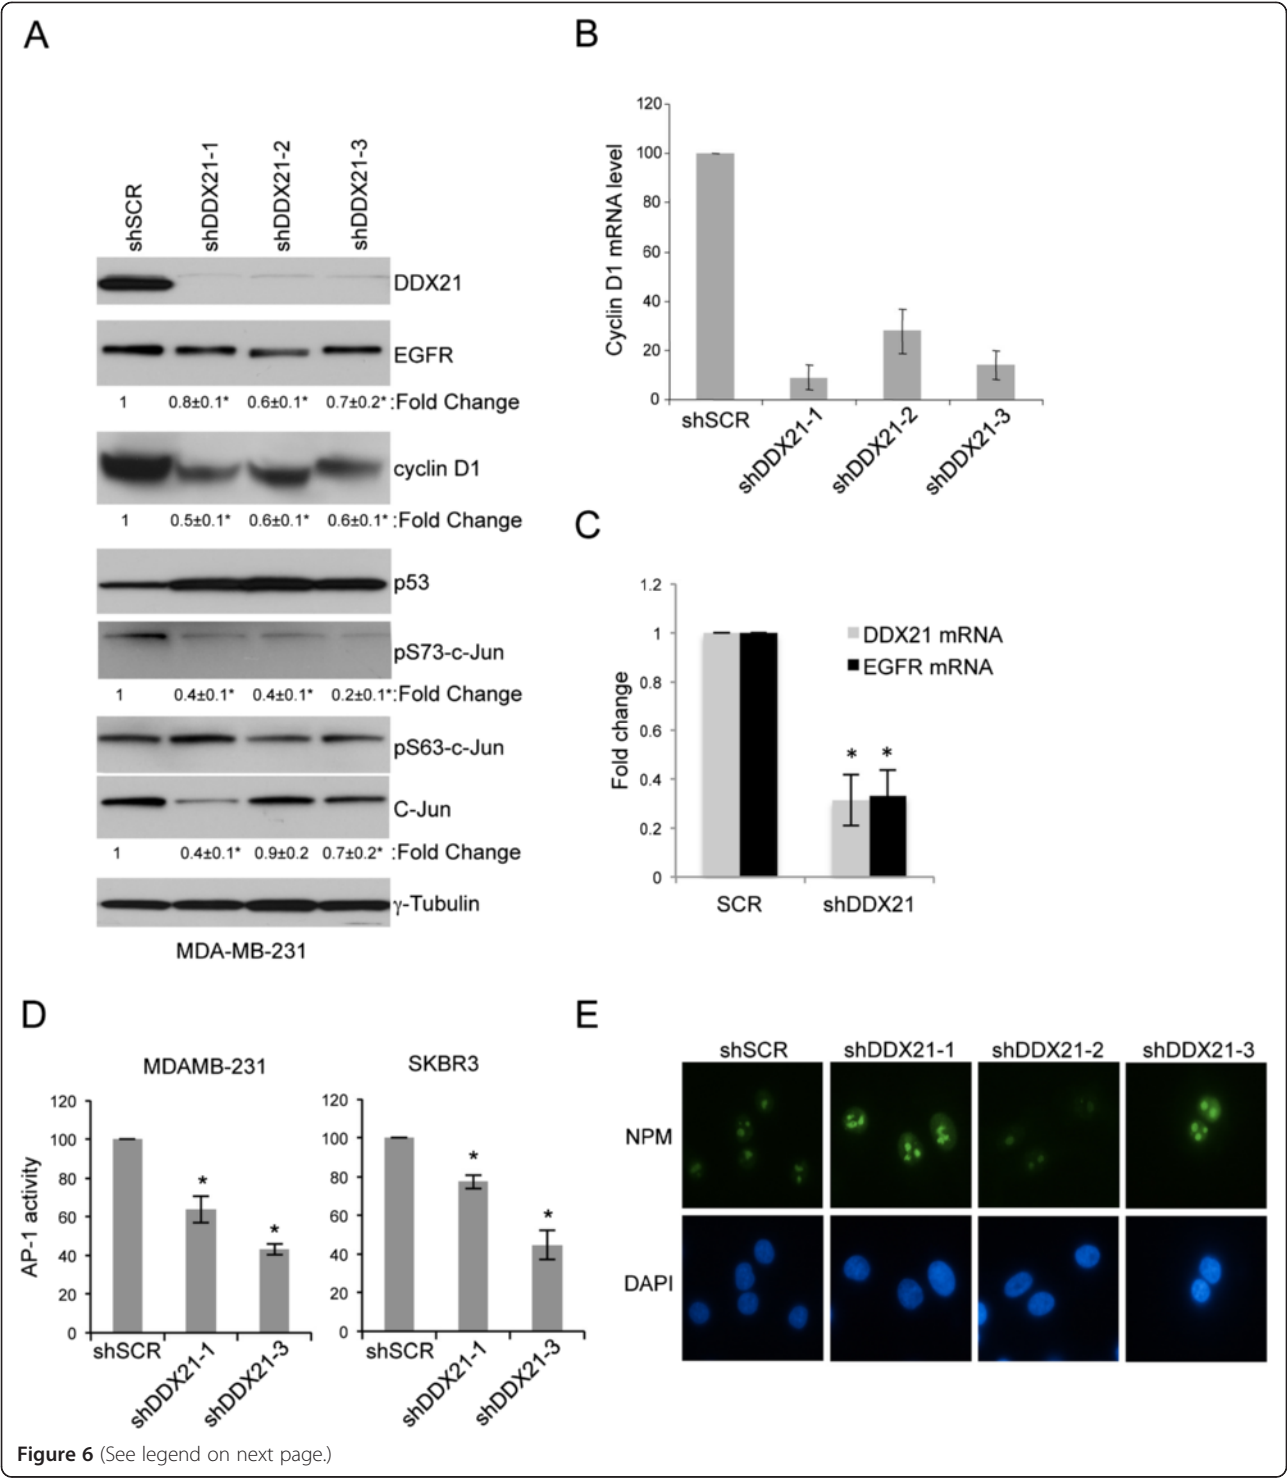 A
shSCR
shDDX21-1
shDDX21-2
shDDX21-3
DDX21
EGFR
1 0.8±0.1* 0.6±0.1* 0.7±0.2* :Fold Change
cyclin D1
1 0.5±0.1* 0.6±0.1* 0.6±0.1* :Fold Change
p53
pS73-c-Jun
1 0.4±0.1* 0.4±0.1* 0.2±0.1* :Fold Change
pS63-c-Jun
C-Jun
1 0.4±0.1* 0.9±0.2 0.7±0.2* :Fold Change
γ-Tubulin
MDA-MB-231
B
Cyclin D1 mRNA level
120
100
80
60
40
20
0
shSCR
shDDX21-1
shDDX21-2
shDDX21-3
C
Fold change
1.2
1
0.8
0.6
0.4
0.2
0
DDX21 mRNA
EGFR mRNA
* *
SCR shDDX21
D
MDAMB-231
AP-1 activity
120
100
80
60
40
20
0
*
*
shSCR
shDDX21-1
shDDX21-3
SKBR3
120
100
80
60
40
20
0
*
*
shSCR
shDDX21-1
shDDX21-3
E
shSCR shDDX21-1 shDDX21-2 shDDX21-3
NPM
DAPI
Figure 6 (See legend on next page.)